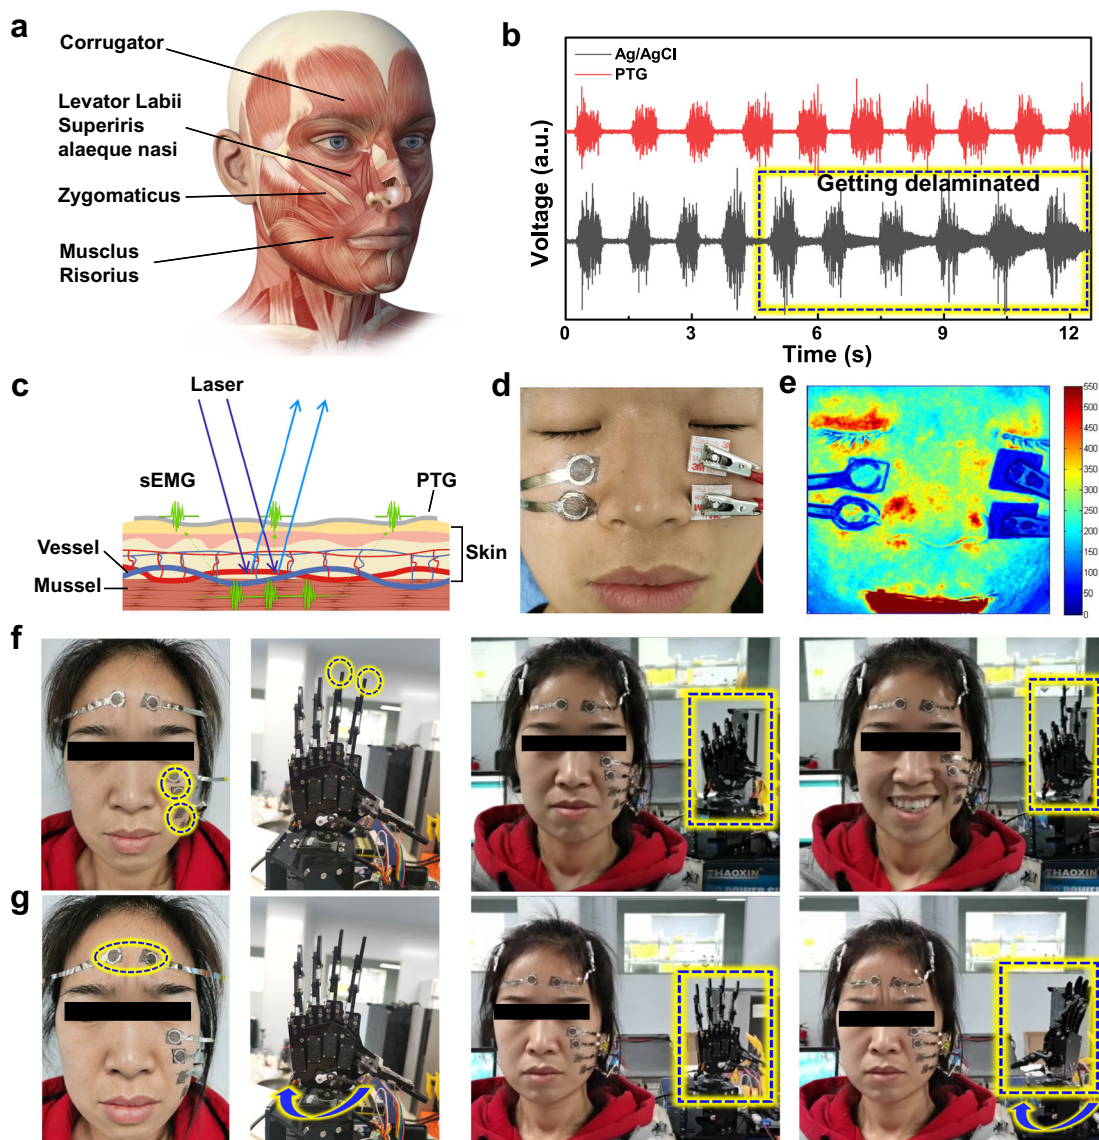 a
Corrugator
Levator Labii
Superiris
alaeque nasi
Zygomaticus
Musclus
Risorius
b
Ag/AgCl
PTG
Getting delaminated
Voltage (a.u.)
0
3
6
9
12
Time (s)
c
Laser
sEMG
PTG
Vessel
Mussel
Skin
d
3M
e
550
500
450
400
350
300
250
200
150
100
50
0
f
ZHAOXIN
g